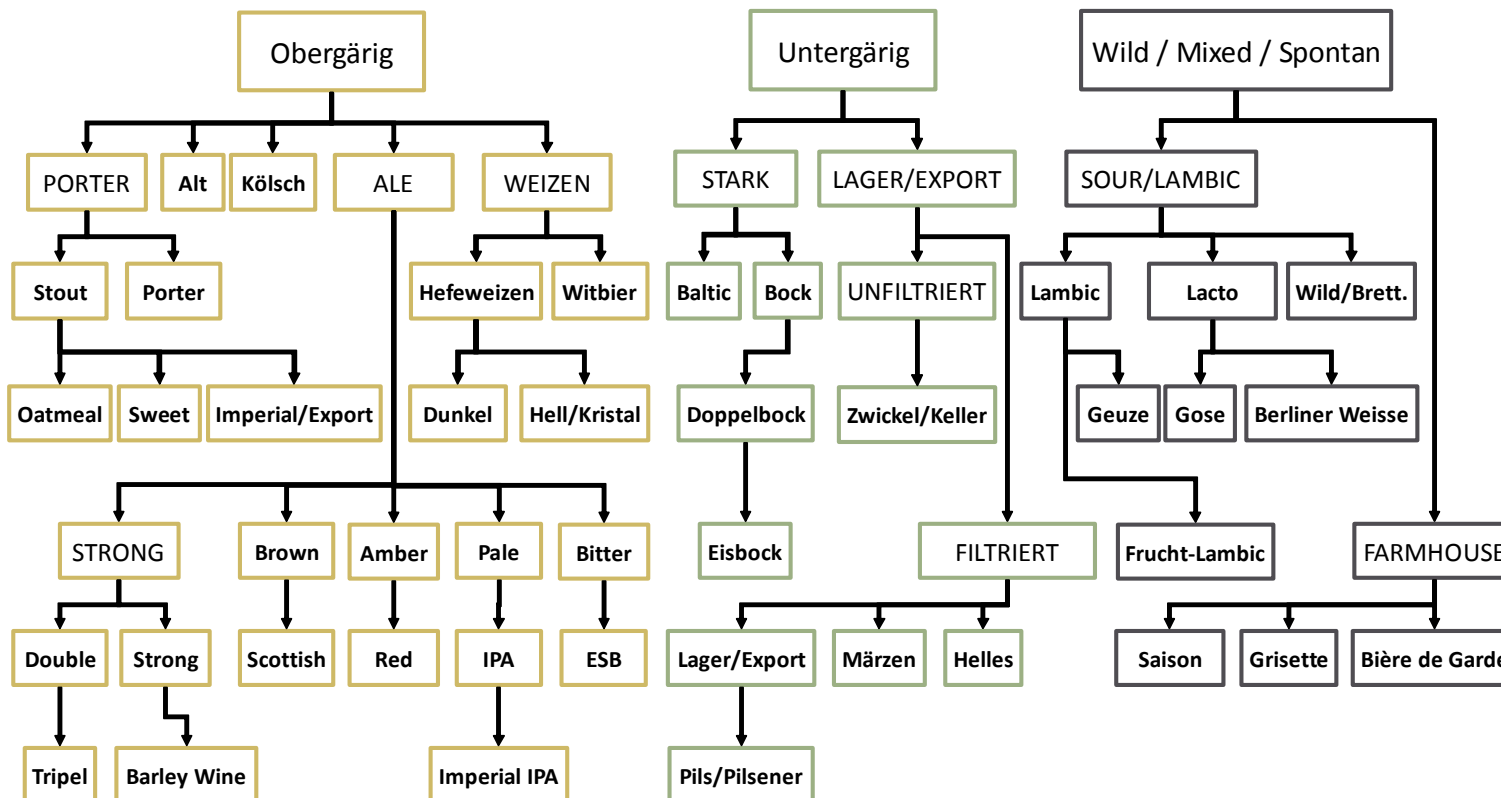 Obergärig
Untergärig
Wild / Mixed / Spontan
PORTER
Alt
Kölsch
ALE
WEIZEN
STARK
LAGER/EXPORT
SOUR/LAMBIC
Stout
Porter
Hefeweizen
Witbier
Baltic
Bock
UNFILTRIERT
Lambic
Lacto
Wild/Brett.
Oatmeal
Sweet
Imperial/Export
Dunkel
Hell/Kristal
Doppelbock
Zwickel/Keller
Geuze
Gose
Berliner Weisse
STRONG
Brown
Amber
Pale
Bitter
Eisbock
FILTRIERT
Frucht-Lambic
FARMHOUSE
Double
Strong
Scottish
Red
IPA
ESB
Lager/Export
Märzen
Helles
Saison
Grisette
Bière de Garde
Tripel
Barley Wine
Imperial IPA
Pils/Pilsener